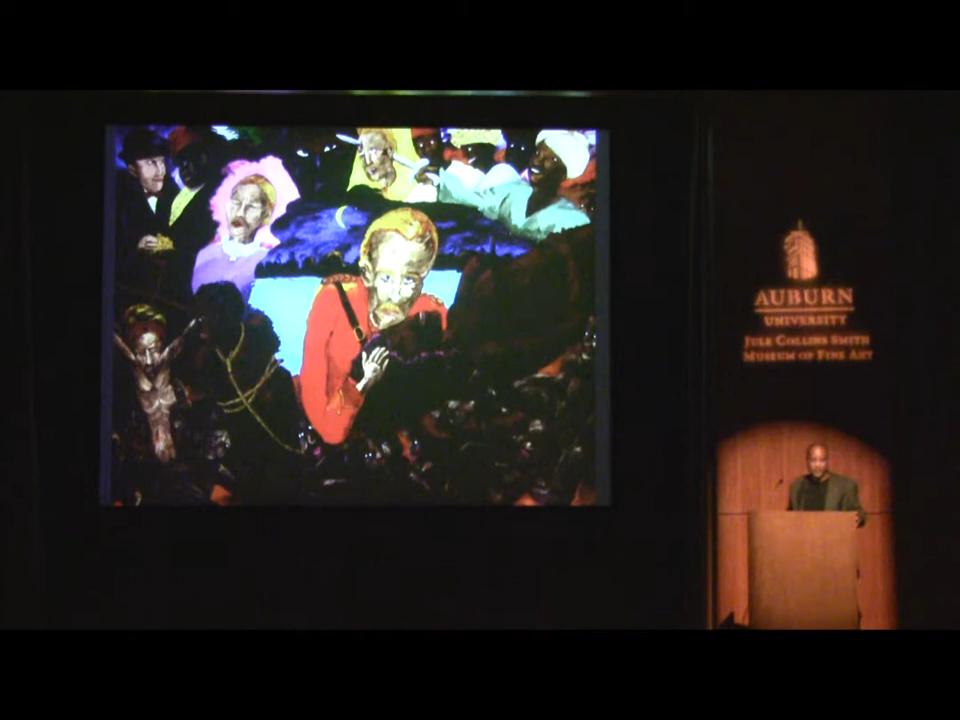 AUBURN
UNIVERSITY
JULE COLLINS SMITH
MUSEUM OF FINE ART